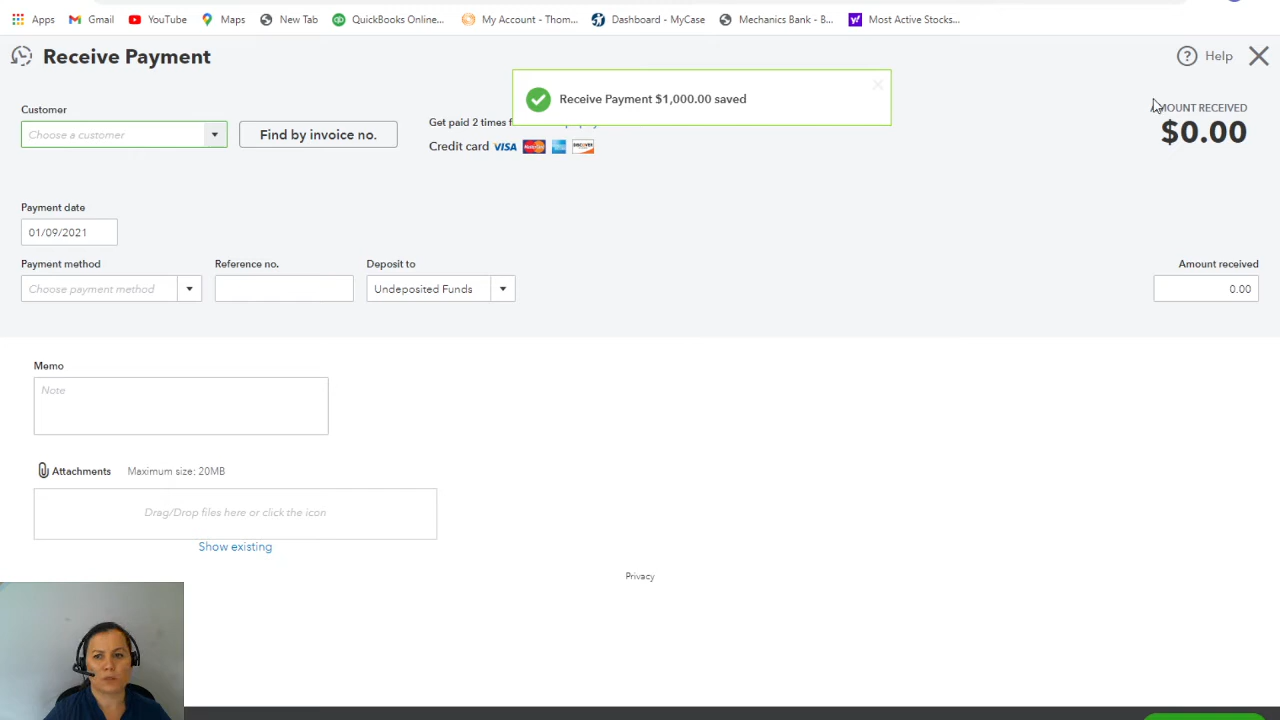 Apps Gmail YouTube Maps New Tab QuickBooks Online... My Account - Thom... Dashboard - MyCase Mechanics Bank - B... Most Active Stocks...
Receive Payment
Help
Receive Payment $1,000.00 saved
Customer
Choose a customer
Find by invoice no.
Get paid 2 times
Credit card VISA
AMOUNT RECEIVED
$0.00
Payment date
01/09/2021
Payment method
Reference no.
Deposit to
Amount received
Choose payment method
Undeposited Funds
0.00
Memo
Note
Attachments Maximum size: 20MB
Drag/Drop files here or click the icon
Show existing
Privacy